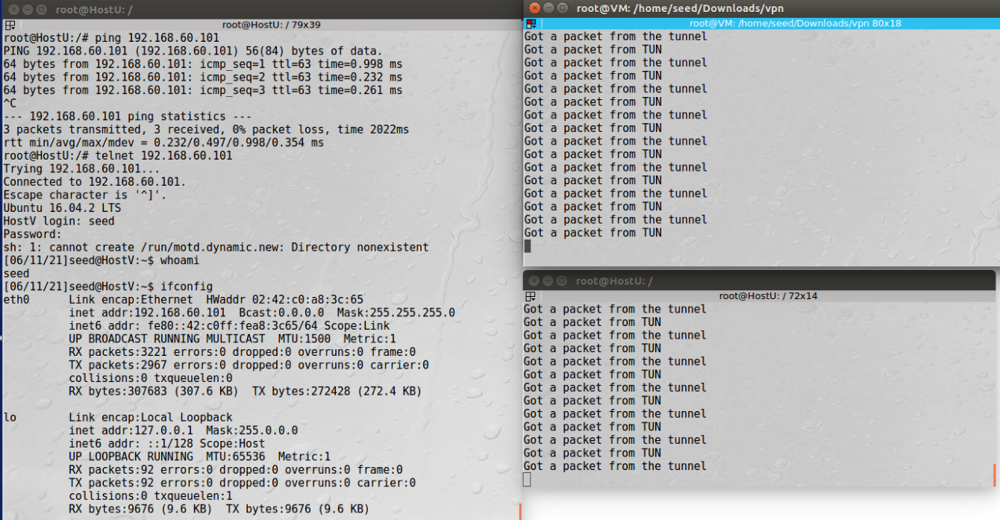 root@HostU: /
root@HostU: / 79x39
root@HostU:/# ping 192.168.60.101
PING 192.168.60.101 (192.168.60.101) 56(84) bytes of data.
64 bytes from 192.168.60.101: icmp_seq=1 ttl=63 time=0.998 ms
64 bytes from 192.168.60.101: icmp_seq=2 ttl=63 time=0.232 ms
64 bytes from 192.168.60.101: icmp_seq=3 ttl=63 time=0.261 ms
^C
--- 192.168.60.101 ping statistics ---
3 packets transmitted, 3 received, 0% packet loss, time 2022ms
rtt min/avg/max/mdev = 0.232/0.497/0.998/0.354 ms
root@HostU:/# telnet 192.168.60.101
Trying 192.168.60.101...
Connected to 192.168.60.101.
Escape character is '^]'.
Ubuntu 16.04.2 LTS
HostV login: seed
Password:
sh: 1: cannot create /run/motd.dynamic.new: Directory nonexistent
[06/11/21]seed@HostV:~$ whoami
seed
[06/11/21]seed@HostV:~$ ifconfig
eth0      Link encap:Ethernet  HWaddr 02:42:c0:a8:3c:65
          inet addr:192.168.60.101  Bcast:0.0.0.0  Mask:255.255.255.0
          inet6 addr: fe80::42:c0ff:fea8:3c65/64 Scope:Link
          UP BROADCAST RUNNING MULTICAST  MTU:1500  Metric:1
          RX packets:3221 errors:0 dropped:0 overruns:0 frame:0
          TX packets:2967 errors:0 dropped:0 overruns:0 carrier:0
          collisions:0 txqueuelen:0
          RX bytes:307683 (307.6 KB)  TX bytes:272428 (272.4 KB)
lo        Link encap:Local Loopback
          inet addr:127.0.0.1  Mask:255.0.0.0
          inet6 addr: ::1/128 Scope:Host
          UP LOOPBACK RUNNING  MTU:65536  Metric:1
          RX packets:92 errors:0 dropped:0 overruns:0 frame:0
          TX packets:92 errors:0 dropped:0 overruns:0 carrier:0
          collisions:0 txqueuelen:1
          RX bytes:9676 (9.6 KB)  TX bytes:9676 (9.6 KB)
root@VM: /home/seed/Downloads/vpn
root@VM: /home/seed/Downloads/vpn 80x18
Got a packet from the tunnel
Got a packet from TUN
Got a packet from the tunnel
Got a packet from TUN
Got a packet from the tunnel
Got a packet from TUN
Got a packet from the tunnel
Got a packet from TUN
Got a packet from the tunnel
Got a packet from TUN
Got a packet from the tunnel
Got a packet from TUN
Got a packet from the tunnel
Got a packet from TUN
Got a packet from the tunnel
Got a packet from TUN
root@HostU: /
root@HostU: / 72x14
Got a packet from the tunnel
Got a packet from TUN
Got a packet from the tunnel
Got a packet from TUN
Got a packet from the tunnel
Got a packet from TUN
Got a packet from the tunnel
Got a packet from TUN
Got a packet from the tunnel
Got a packet from TUN
Got a packet from the tunnel
Got a packet from TUN
Got a packet from the tunnel